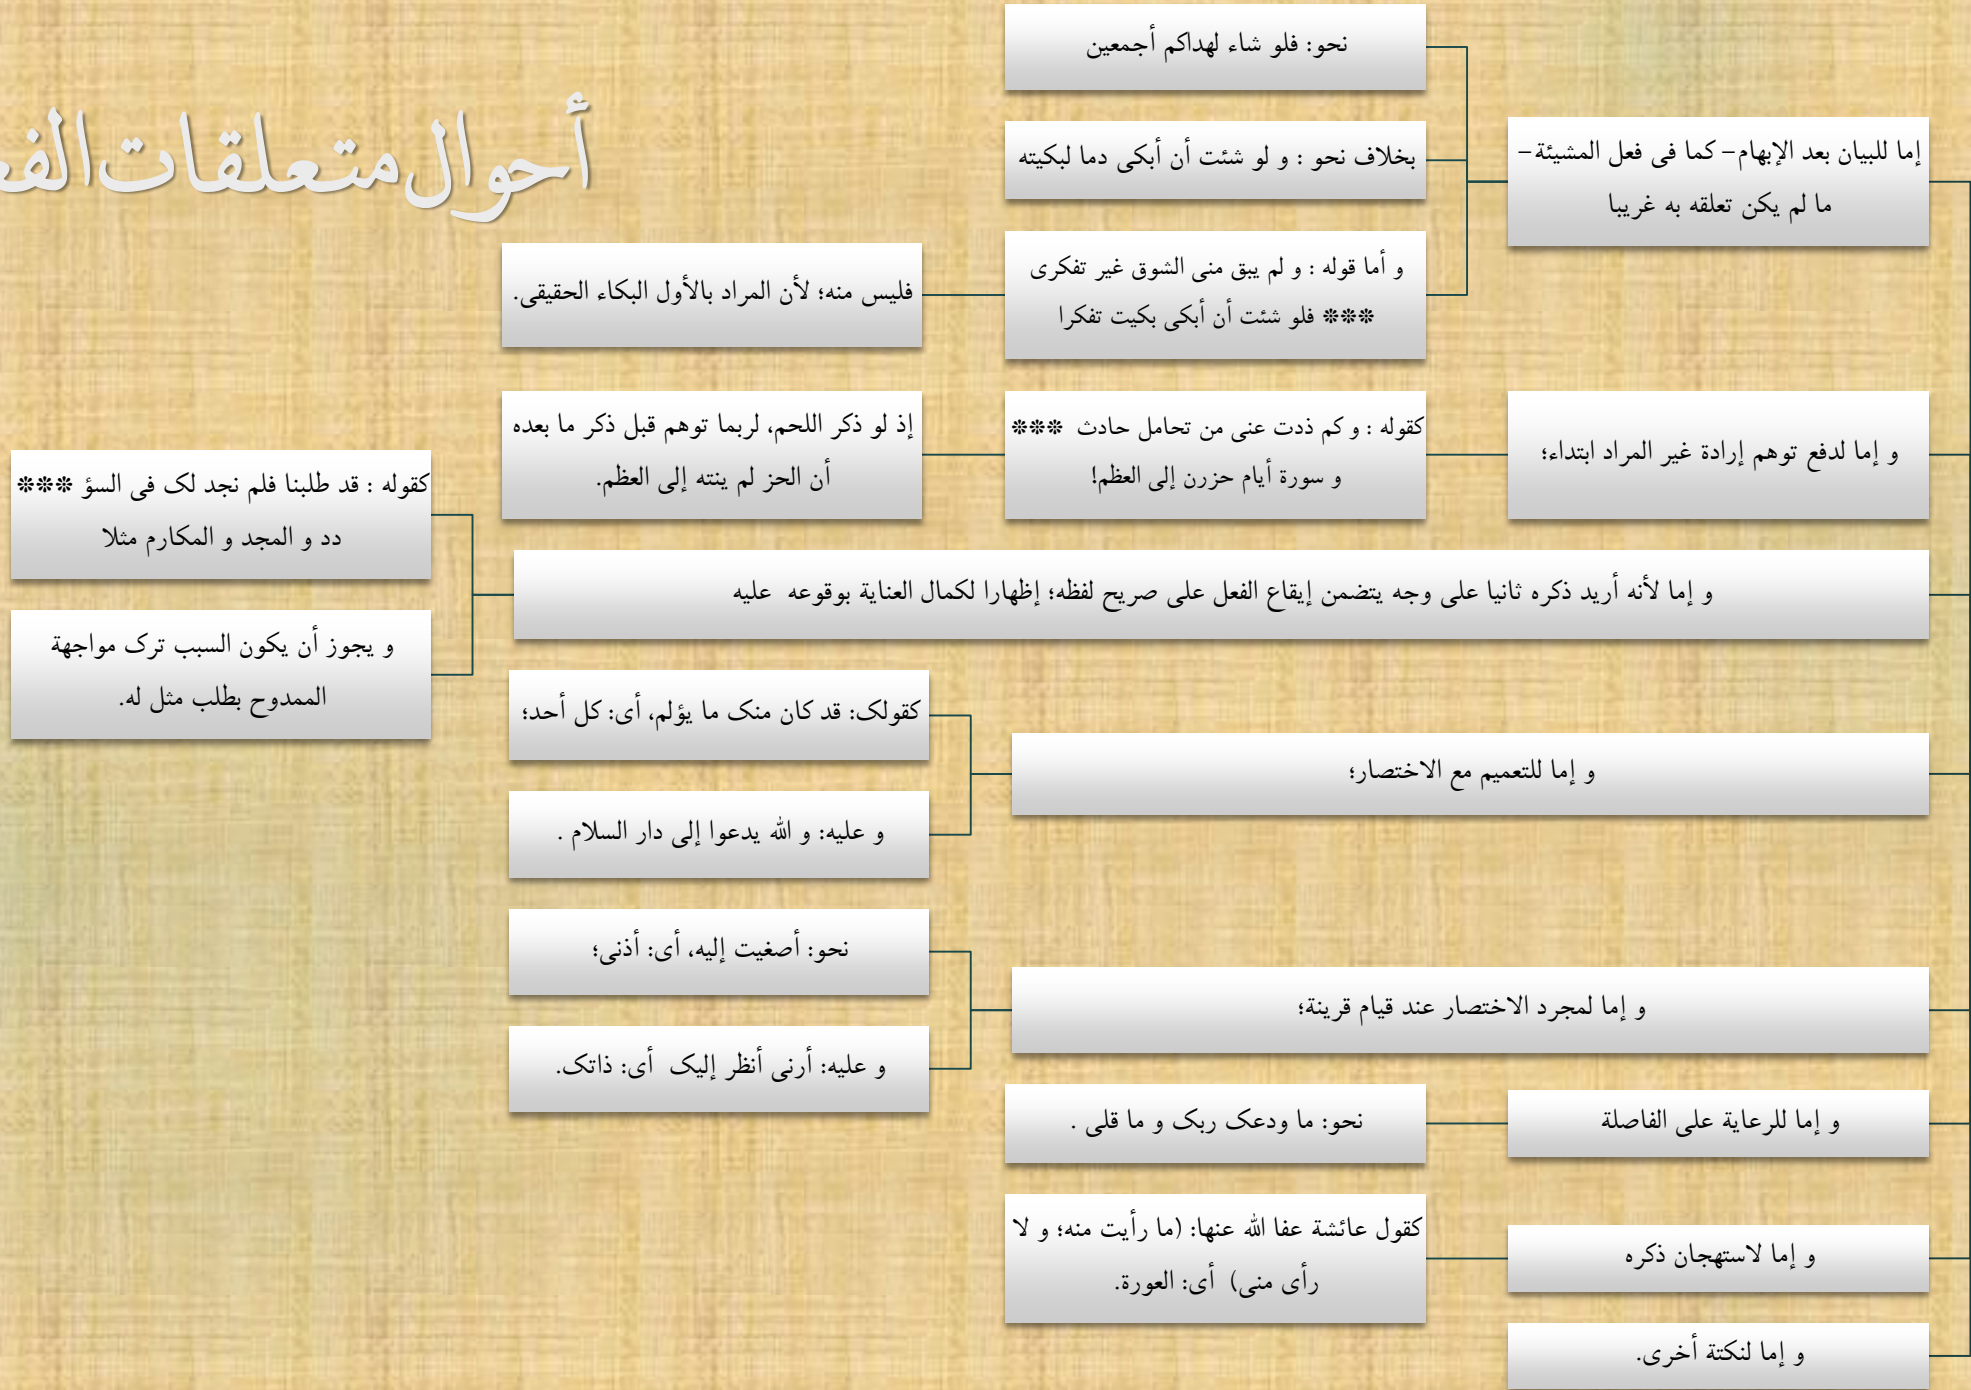 أحوال متعلقات
إما للبيان بعد الإبهام– كما فى فعل المشيئة–
ما لم يكن تعلقه به غريبا
نحو: فلو شاء لهداكم أجمعين
بخلاف نحو : و لو شئت أن أبكى دما لبكيته
و أما قوله : و لم يبق منى الشوق غير تفكرى
*** فلو شئت أن أبكى بكيت تفكرا
فليس منه؛ لأن المراد بالأول البكاء الحقيقى.
و إما لدفع توهم إرادة غير المراد ابتداء؛
كقوله : و كم ذدت عنى من تحامل حادث ***
و سورة أيام حززن إلى العظم!
إذ لو ذكر اللحم، لربما توهم قبل ذكر ما بعده
أن الحز لم ينته إلى العظم.
و إما لأنه أريد ذكره ثانيا على وجه يتضمن إيقاع الفعل على صريح لفظه؛ إظهارا لكمال العناية بوقوعه عليه
كقوله : قد طلبنا فلم نجد لک فى السؤ ***
دد و المجد و المكارم مثلا
و يجوز أن يكون السبب ترک مواجهة
الممدوح بطلب مثل له.
و إما للتعميم مع الاختصار؛
كقولک: قد كان منک ما يؤلم، أى: كل أحد؛
و عليه: و الله يدعوا إلى دار السلام .
و إما لمجرد الاختصار عند قيام قرينة؛
نحو: أصغيت إليه، أى: أذنى؛
و عليه: أرنى أنظر إليک أى: ذاتک.
و إما للرعاية على الفاصلة
نحو: ما ودعک ربک و ما قلى .
و إما لاستهجان ذكره
كقول عائشة عفا الله عنها: (ما رأيت منه؛ و لا
رأى منى) أى: العورة.
و إما لنكتة أخرى.